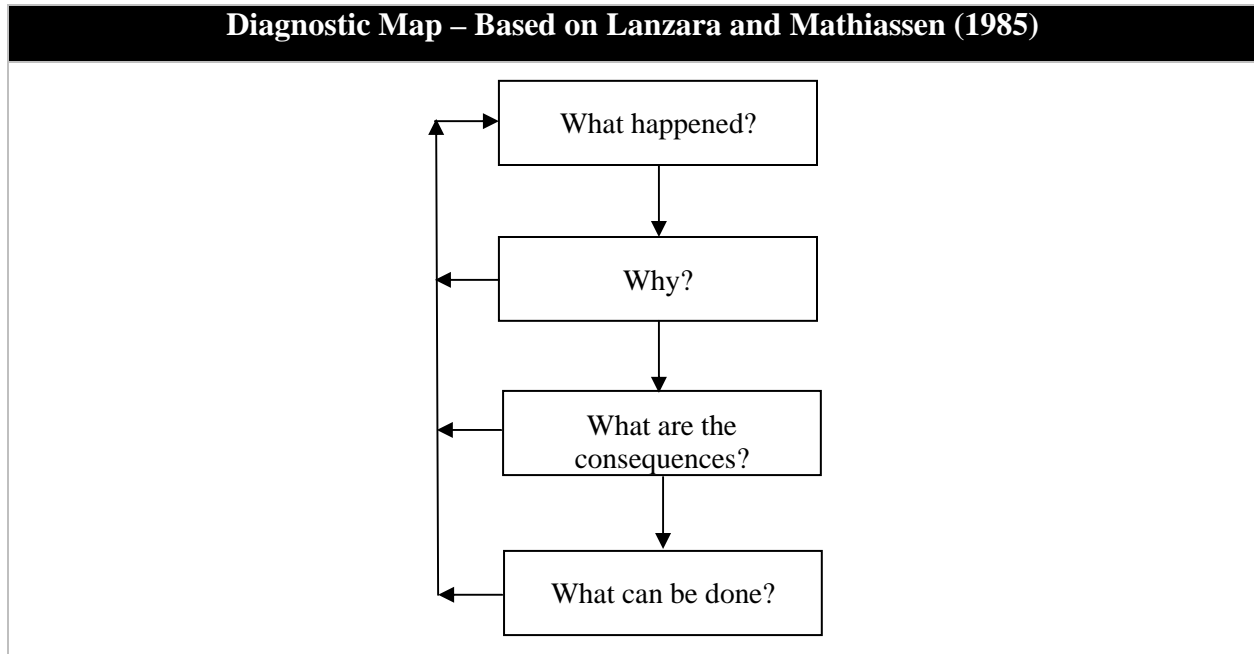 Diagnostic Map – Based on Lanzara and Mathiassen (1985)
What happened?
Why?
What are the
consequences?
What can be done?